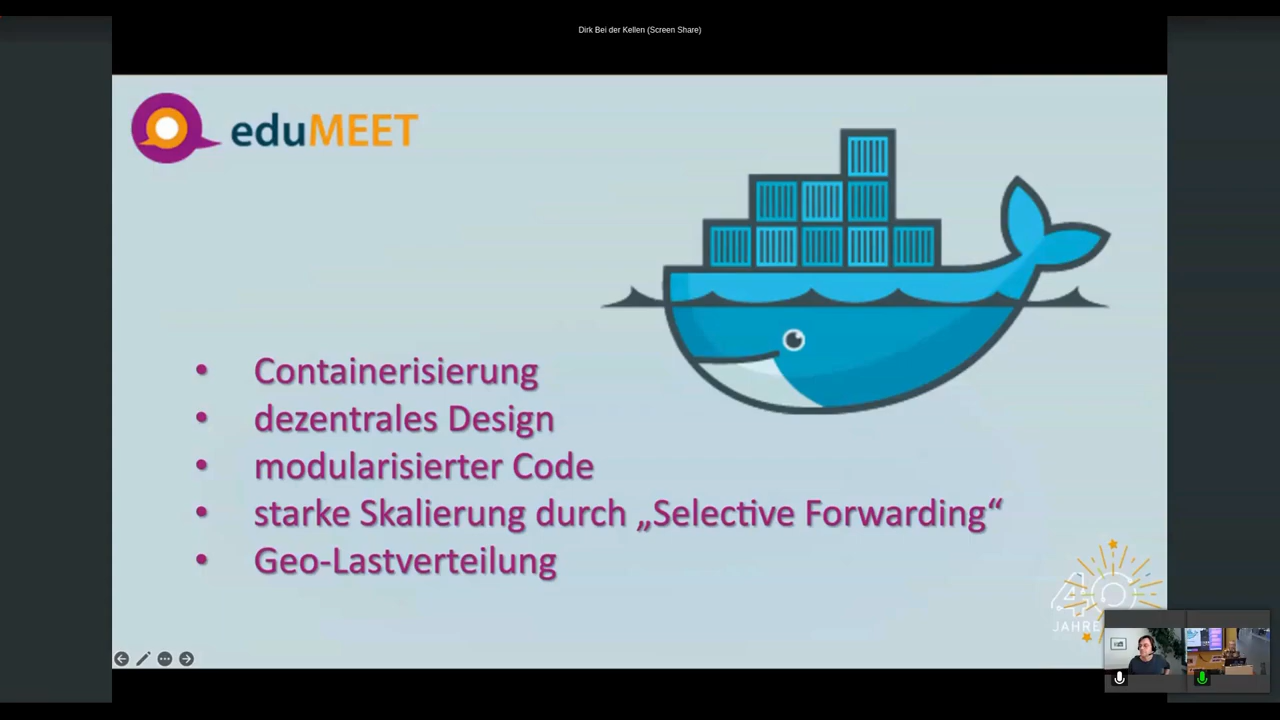 Dirk Bei der Kellen (Screen Share)
eduMEET
• Containerisierung
• dezentrales Design
• modularisierter Code
• starke Skalierung durch „Selective Forwarding“
• Geo-Lastverteilung
40
JAHRE